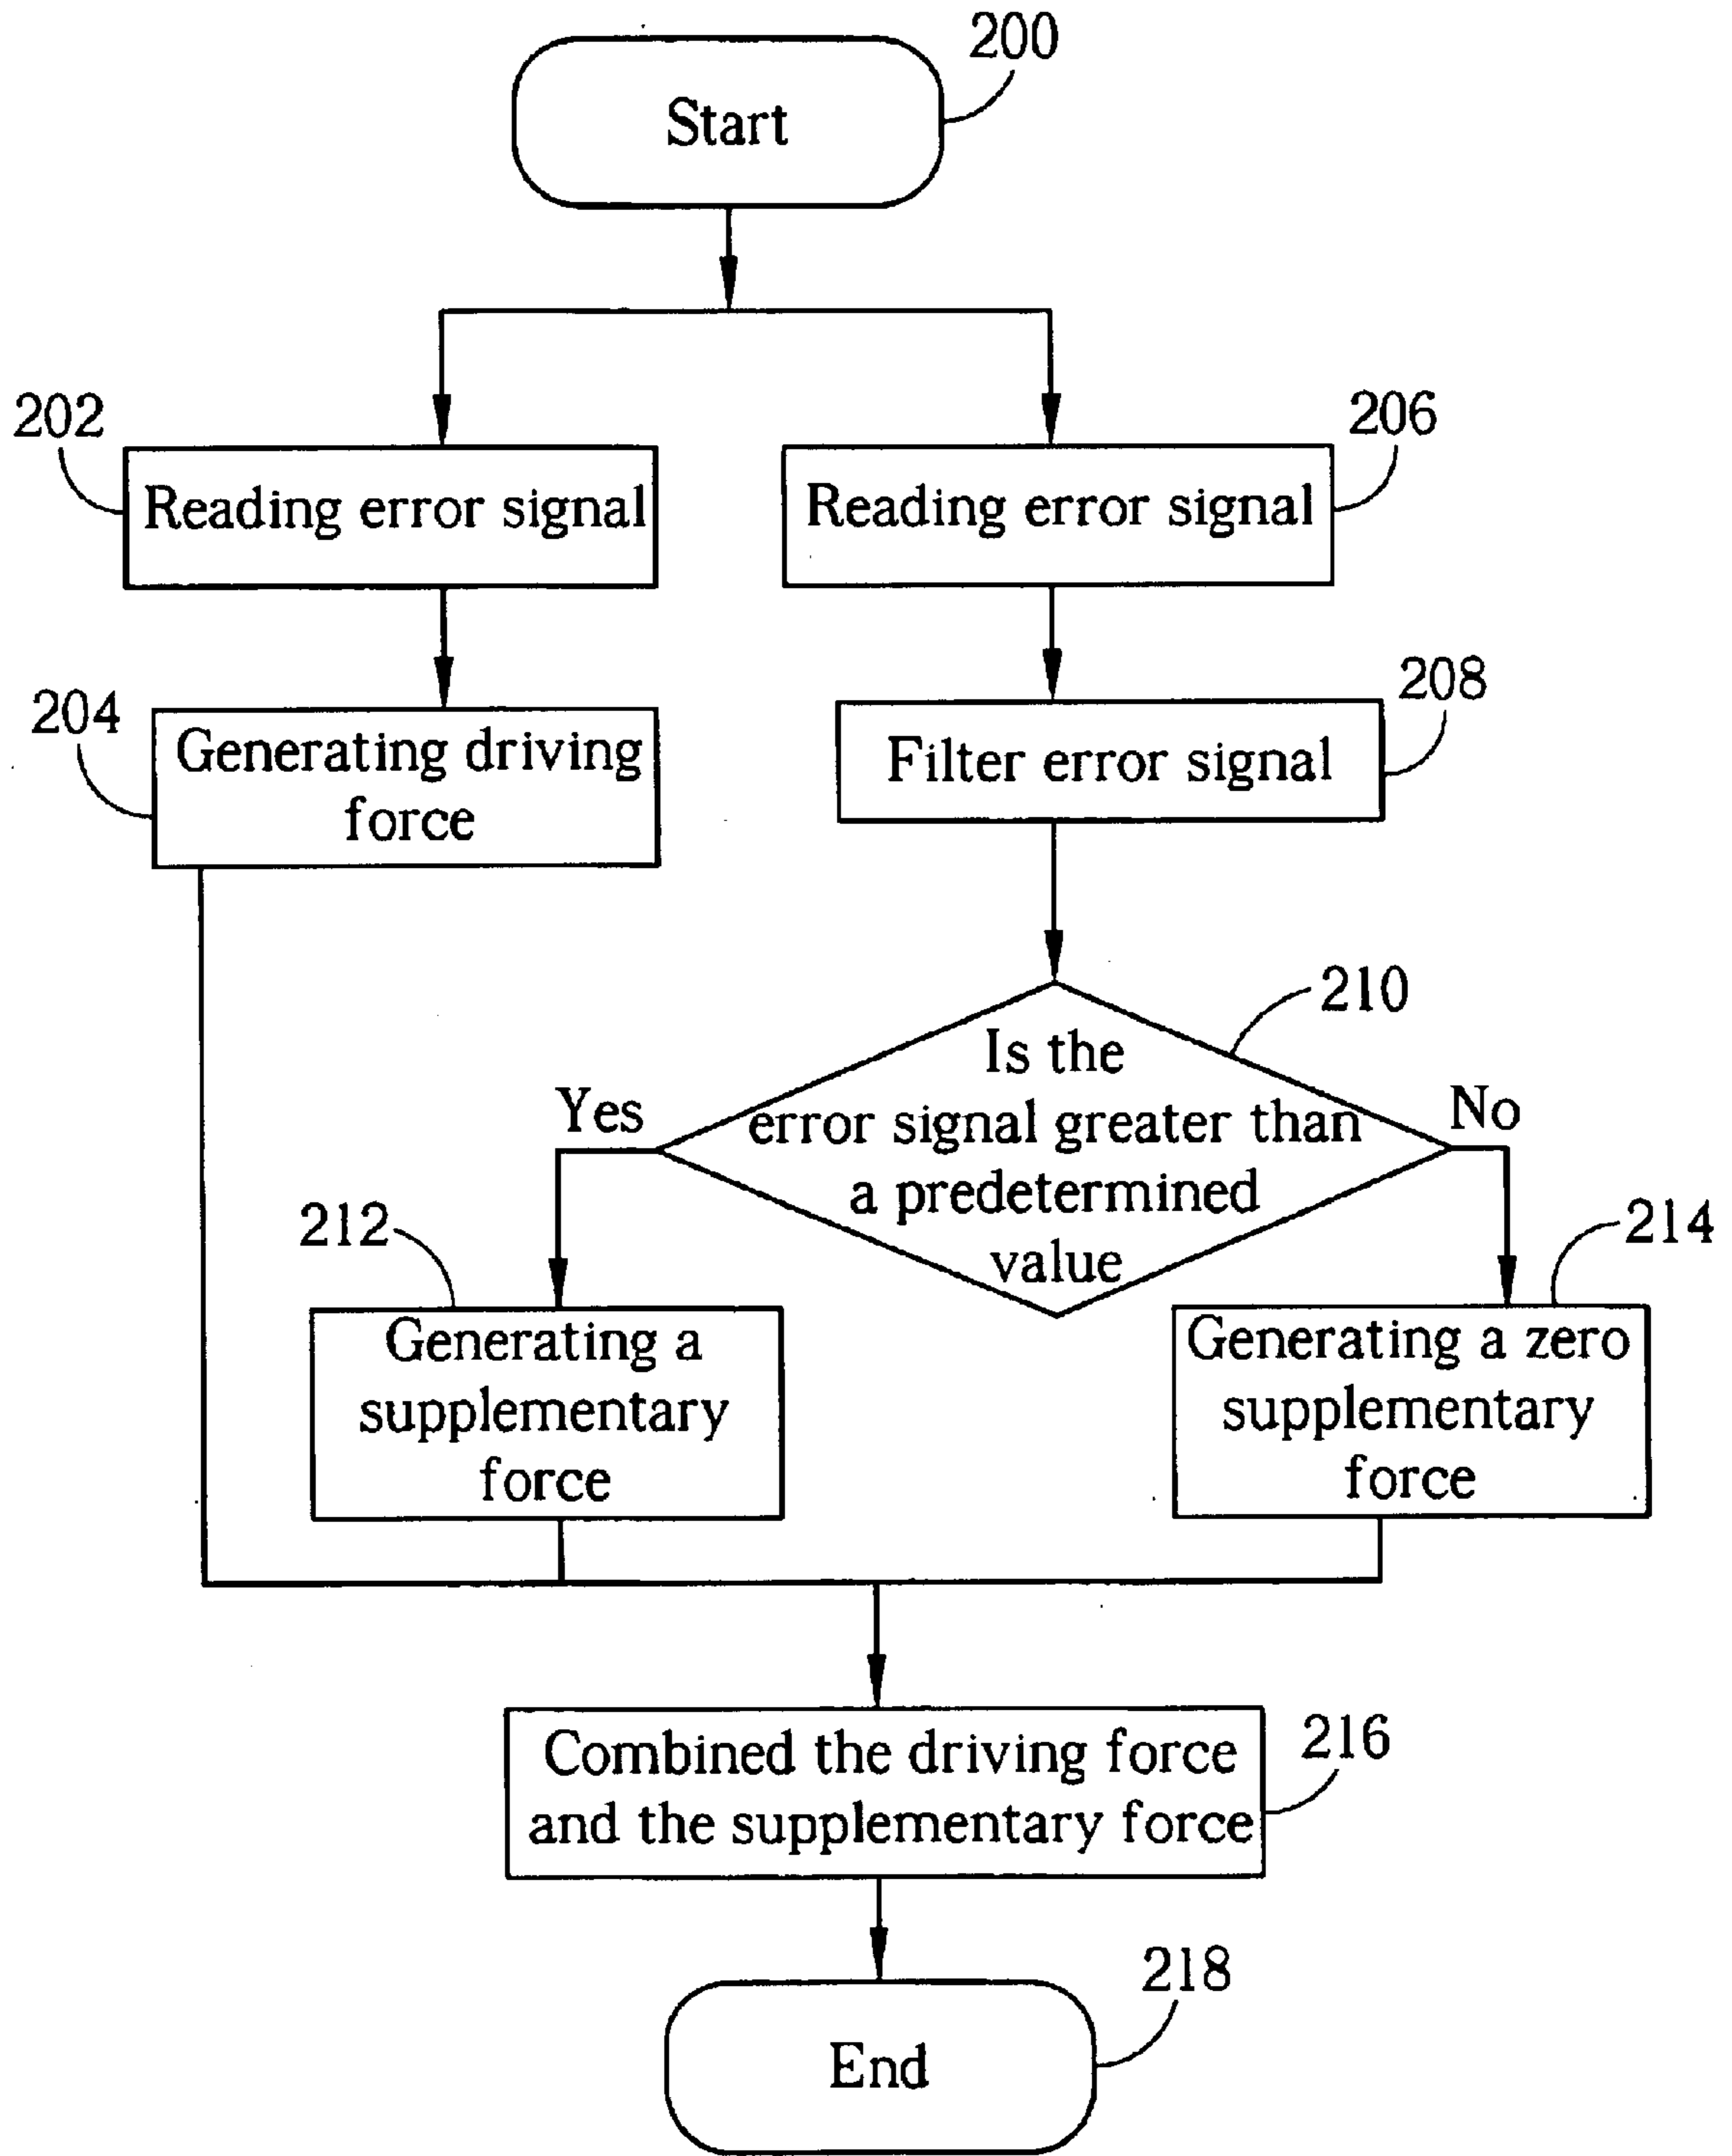 200
Start
202
206
Reading error signal
Reading error signal
204
208
Generating driving
force
Filter error signal
210
Is the
error signal greater than
a predetermined
value
Yes
No
212
214
Generating a
supplementary
force
Generating a zero
supplementary
force
216
Combined the driving force
and the supplementary force
218
End